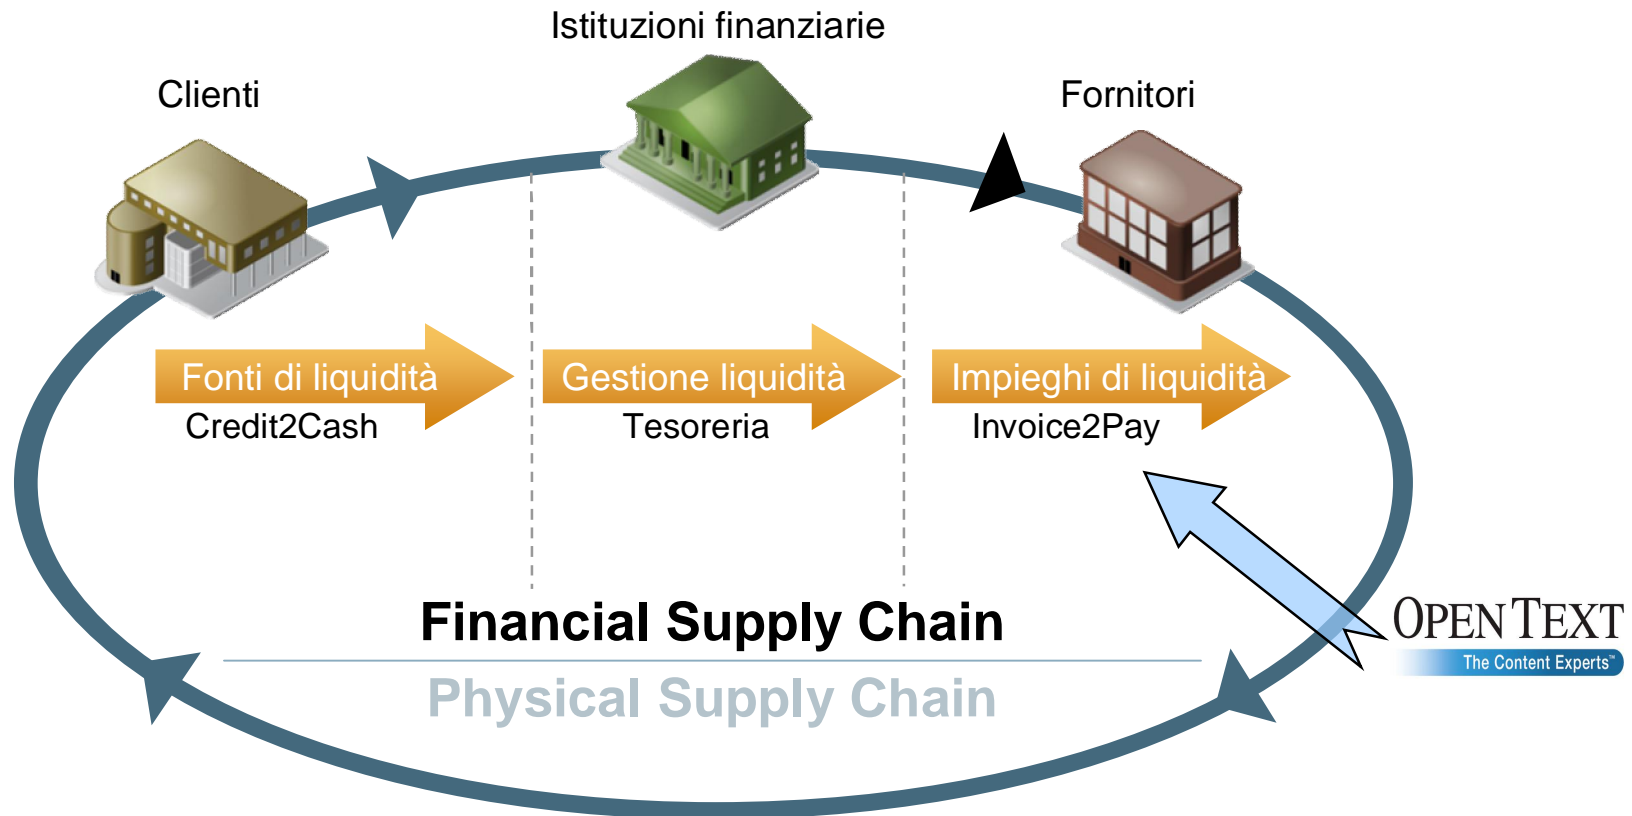 Istituzioni finanziarie
Clienti
Fornitori
Fonti di liquidità
Gestione liquidità
Impieghi di liquidità
Credit2Cash
Tesoreria
Invoice2Pay
Financial Supply Chain
Physical Supply Chain
OPEN TEXT
The Content Experts™